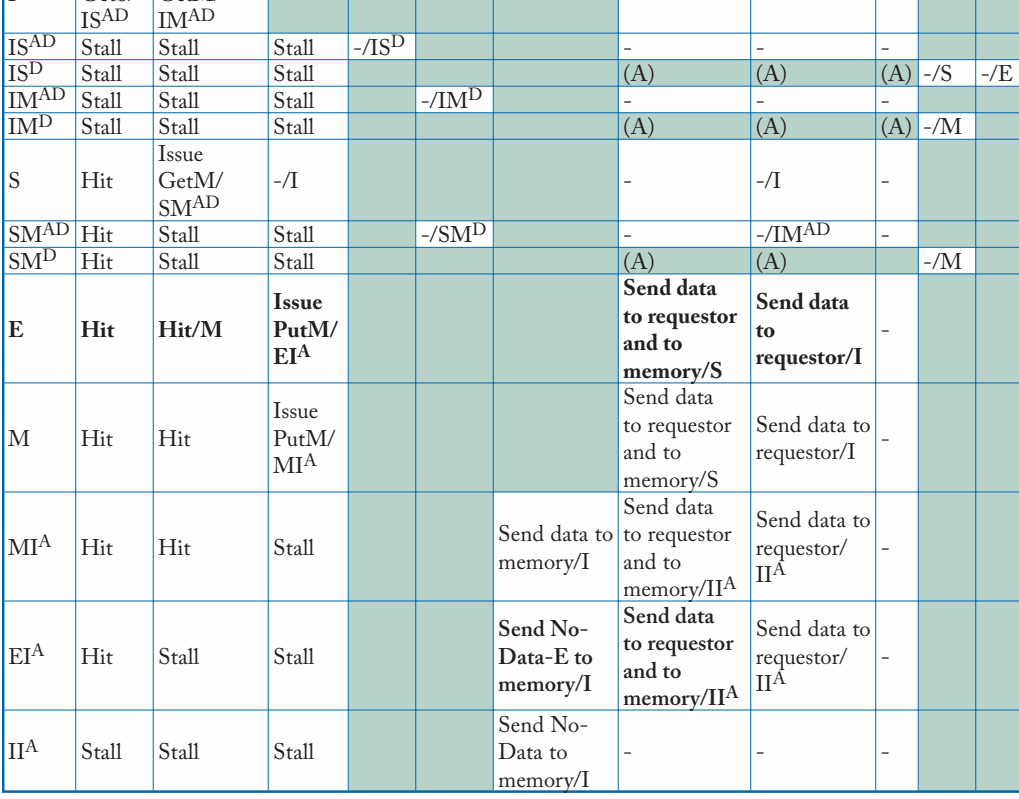 IS^AD IM^AD
IS^AD Stall Stall Stall -/IS^D - - -
IS^D Stall Stall Stall (A) (A) (A) -/S -/E
IM^AD Stall Stall Stall -/IM^D - - -
IM^D Stall Stall Stall (A) (A) (A) -/M
Issue
GetM/
S Hit -/I - -/I -
SM^AD
SM^AD Hit Stall Stall -/SM^D - -/IM^AD -
SM^D Hit Stall Stall (A) (A) -/M
E
Hit
Hit/M
Issue
PutM/
EI^A
Send data
to requestor
and to
memory/S
Send data
to
requestor/I
-
M
Hit
Hit
Issue
PutM/
MI^A
Send data
to requestor
and to
memory/S
Send data to
requestor/I
-
MI^A
Hit
Hit
Stall
Send data to
memory/I
Send data
to requestor
and to
memory/II^A
Send data to
requestor/
II^A
-
EI^A
Hit
Stall
Stall
Send No-
Data-E to
memory/I
Send data
to requestor
and to
memory/II^A
Send data to
requestor/
II^A
-
II^A
Stall
Stall
Stall
Send No-
Data to
memory/I
-
-
-